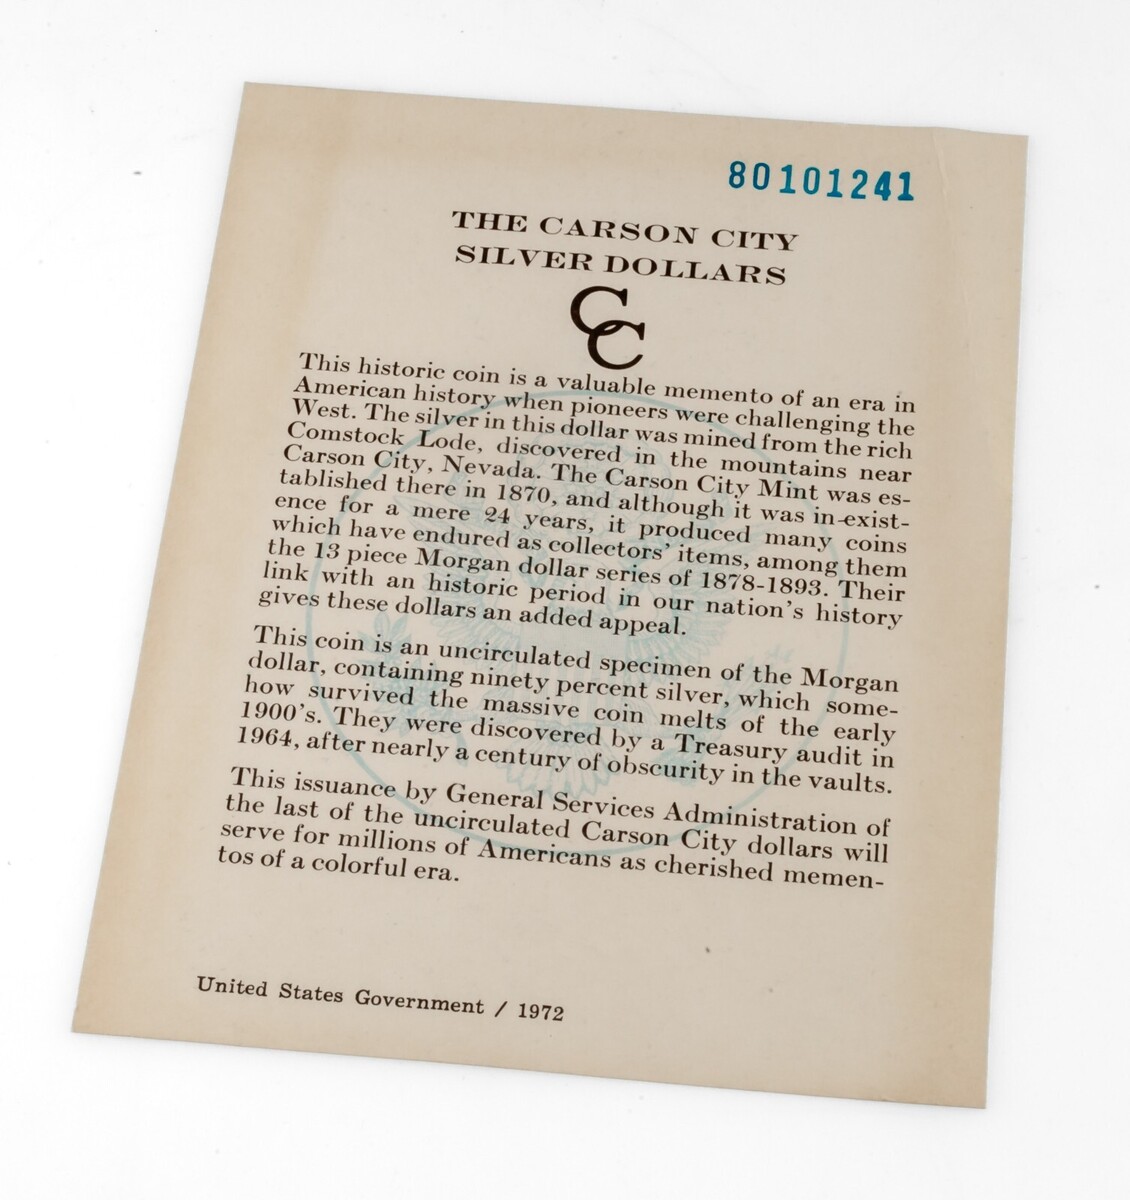 80101241
THE CARSON CITY
SILVER DOLLARS
CC
This historic coin is a valuable memento of an era in
American history when pioneers were challenging the
West. The silver in this dollar was mined from the rich
Comstock Lode, discovered in the mountains near
Carson City, Nevada. The Carson City Mint was es-
tablished there in 1870, and although it was in-exist-
ence for a mere 24 years, it produced many coins
which have endured as collectors' items, among them
the 13 piece Morgan dollar series of 1878-1893. Their
link with an historic period in our nation's history
gives these dollars an added appeal.
This coin is an uncirculated specimen of the Morgan
dollar, containing ninety percent silver, which some-
how survived the massive coin melts of the early
1900's. They were discovered by a Treasury audit in
1964, after nearly a century of obscurity in the vaults.
This issuance by General Services Administration of
the last of the uncirculated Carson City dollars will
serve for millions of Americans as cherished memen-
tos of a colorful era.
United States Government / 1972